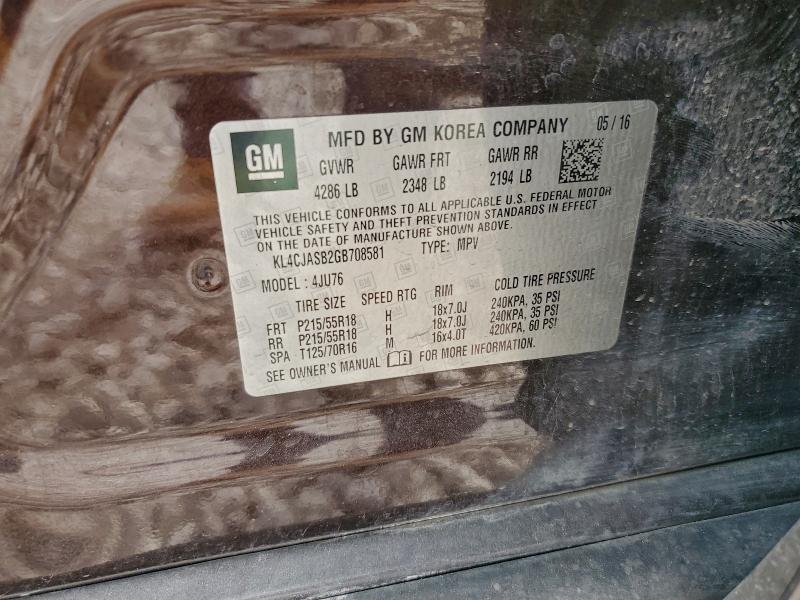 GM
MFD BY GM KOREA COMPANY 05 / 16
GVWR GAWR FRT GAWR RR
4286 LB 2348 LB 2194 LB
THIS VEHICLE CONFORMS TO ALL APPLICABLE U.S. FEDERAL MOTOR
VEHICLE SAFETY AND THEFT PREVENTION STANDARDS IN EFFECT
ON THE DATE OF MANUFACTURE SHOWN ABOVE.
KL4CJASB2GB708581 TYPE: MPV
MODEL: 4JU76
TIRE SIZE SPEED RTG RIM COLD TIRE PRESSURE
FRT P215/55R18 H 18x7.0J 240KPA, 35 PSI
RR P215/55R18 H 18x7.0J 240KPA, 35 PSI
SPA T125/70R16 M 16x4.0T 420KPA, 60 PSI
SEE OWNER'S MANUAL FOR MORE INFORMATION.